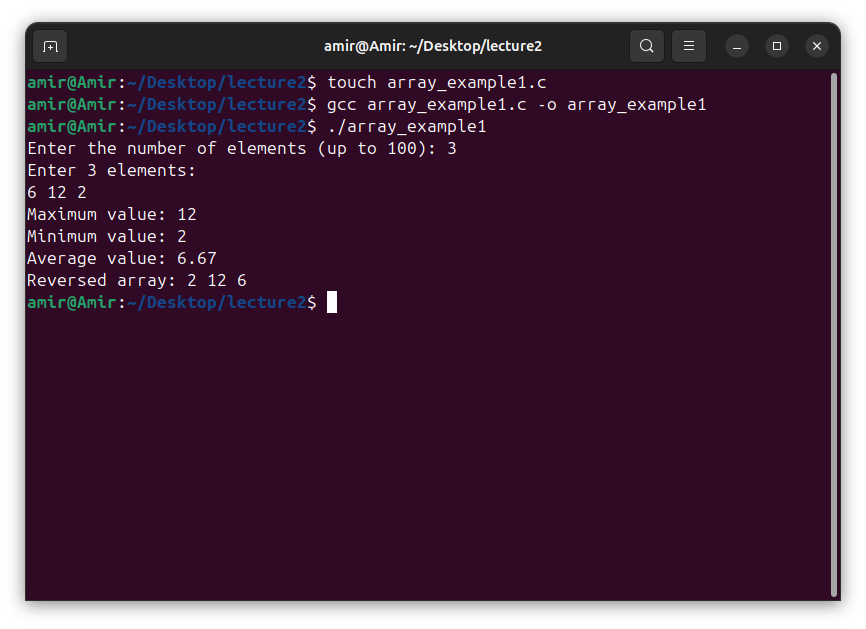 amir@Amir: ~/Desktop/lecture2
amir@Amir:~/Desktop/lecture2$ touch array_example1.c
amir@Amir:~/Desktop/lecture2$ gcc array_example1.c -o array_example1
amir@Amir:~/Desktop/lecture2$ ./array_example1
Enter the number of elements (up to 100): 3
Enter 3 elements:
6 12 2
Maximum value: 12
Minimum value: 2
Average value: 6.67
Reversed array: 2 12 6
amir@Amir:~/Desktop/lecture2$